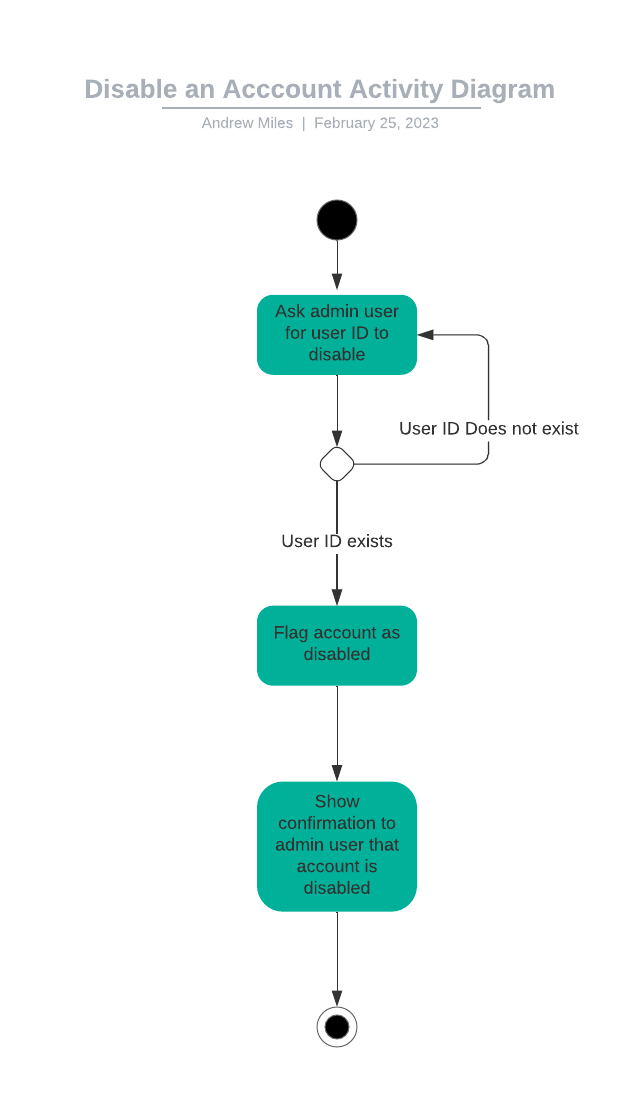 Disable an Acccount Activity Diagram
Andrew Miles | February 25, 2023
Ask admin user
for user ID to
disable
User ID Does not exist
User ID exists
Flag account as
disabled
Show
confirmation to
admin user that
account is
disabled